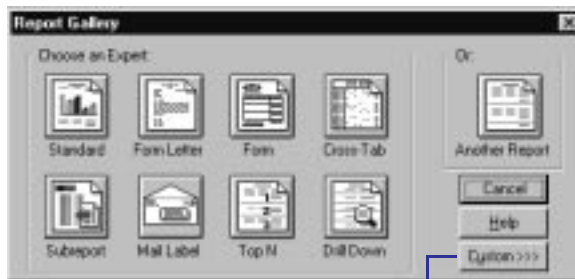 Report Gallery
Choose an Expert:
Or:
Standard
Form Letter
Form
Cross-Tab
Another Report
Subreport
Mail Label
Top N
Drill Down
Cancel
Help
Custom >>>